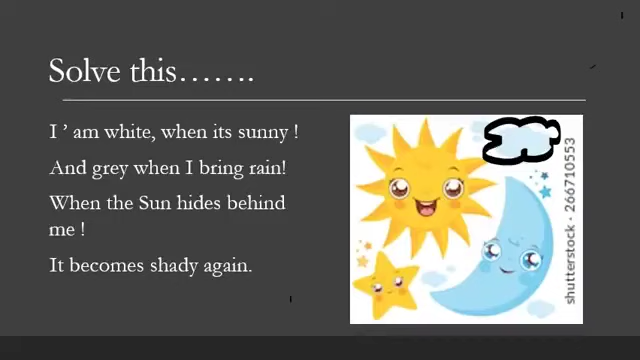 Solve this.......
I ’ am white, when its sunny !
And grey when I bring rain!
When the Sun hides behind
me !
It becomes shady again.
shutterstock · 266710553